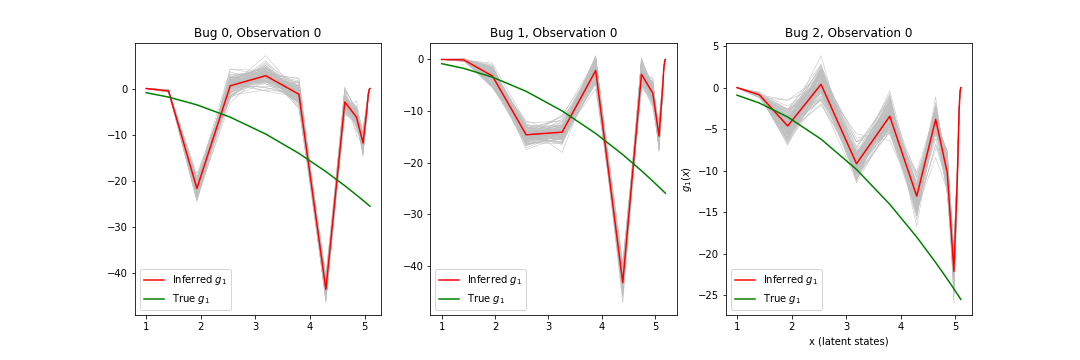 Bug 0, Observation 0
0
−10
−20
−30
−40
1 2 3 4 5
Inferred g₁
True g₁
Bug 1, Observation 0
0
−10
−20
−30
−40
1 2 3 4 5
Inferred g₁
True g₁
Bug 2, Observation 0
g₁(x)
5
0
−5
−10
−15
−20
−25
1 2 3 4 5
x (latent states)
Inferred g₁
True g₁